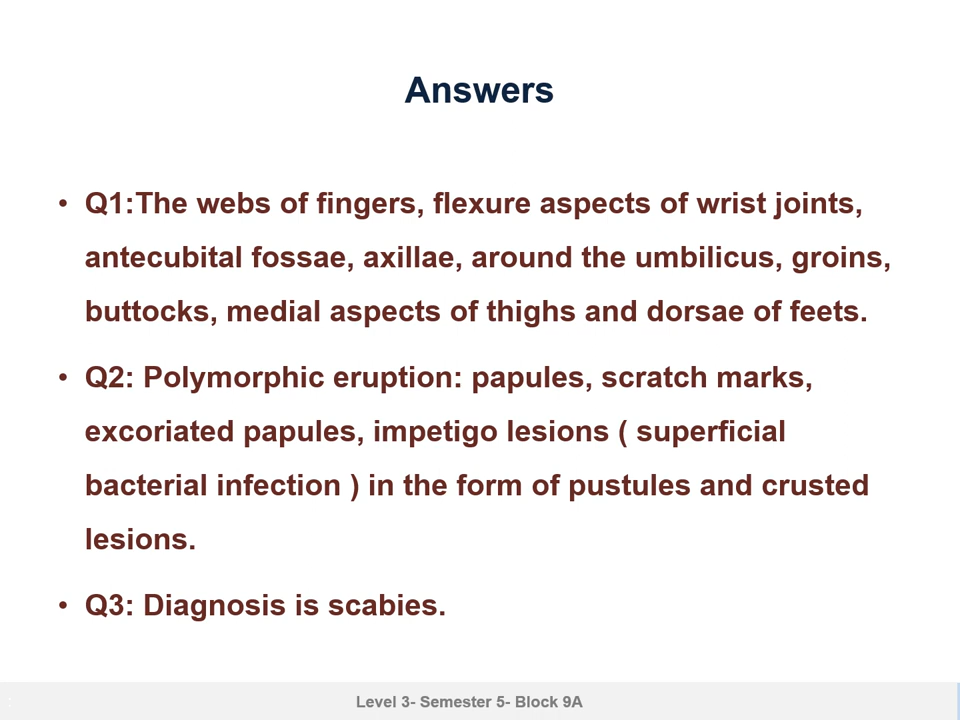 Answers
• Q1:The webs of fingers, flexure aspects of wrist joints,
antecubital fossae, axillae, around the umbilicus, groins,
buttocks, medial aspects of thighs and dorsae of feets.
• Q2: Polymorphic eruption: papules, scratch marks,
excoriated papules, impetigo lesions ( superficial
bacterial infection ) in the form of pustules and crusted
lesions.
• Q3: Diagnosis is scabies.
Level 3- Semester 5- Block 9A